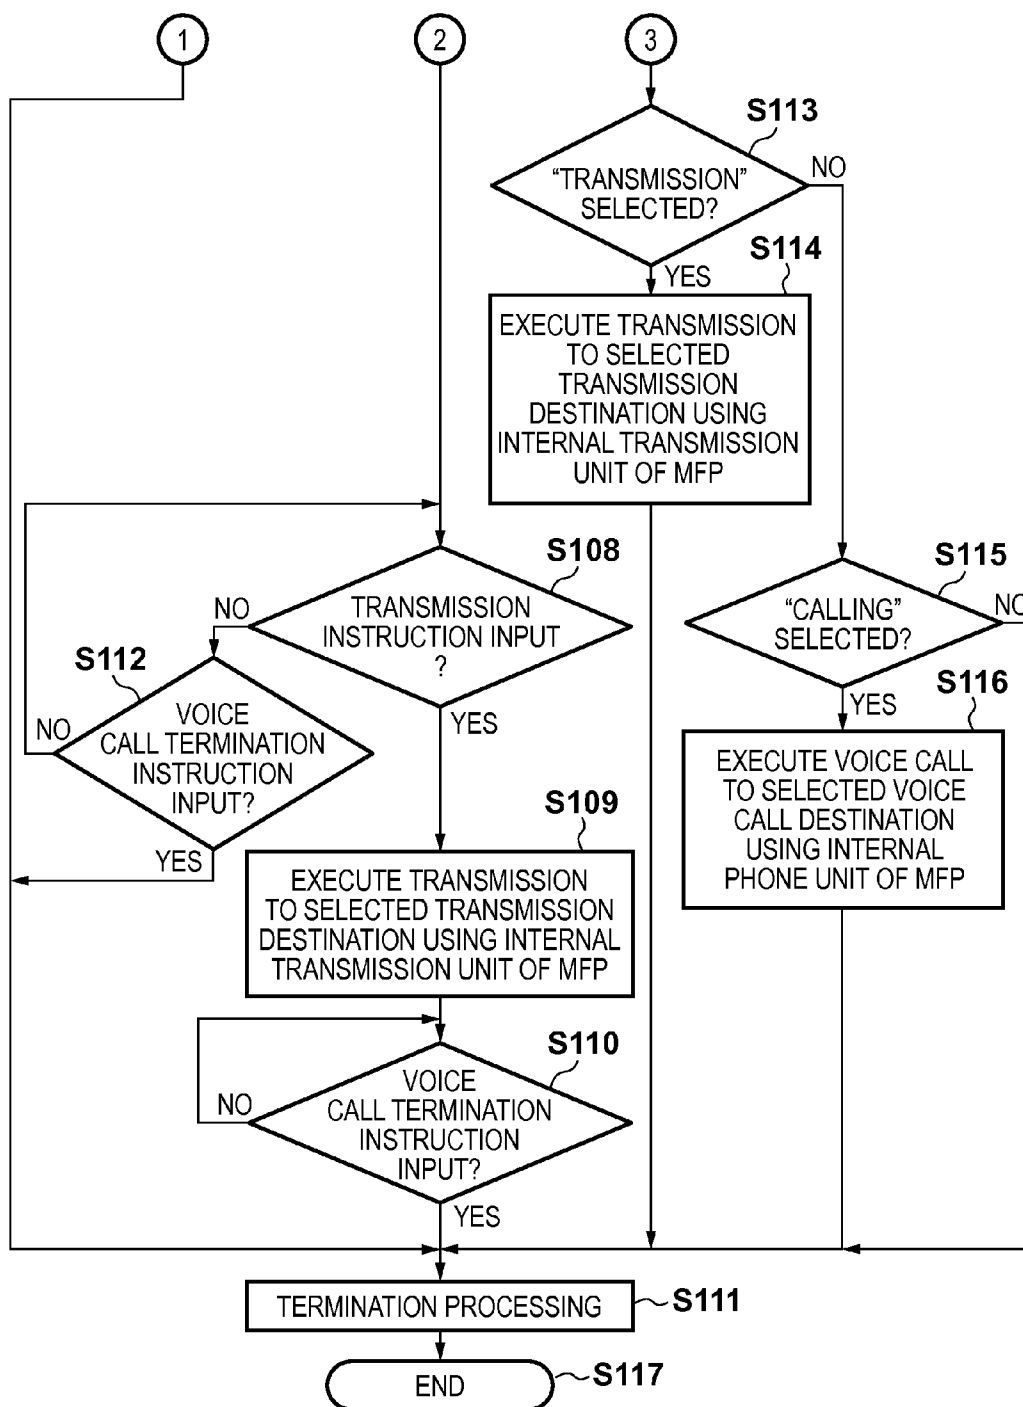 1
2
3
S113
"TRANSMISSION"
SELECTED?
NO
YES
S114
EXECUTE TRANSMISSION
TO SELECTED
TRANSMISSION
DESTINATION USING
INTERNAL TRANSMISSION
UNIT OF MFP
S108
TRANSMISSION
INSTRUCTION INPUT
?
NO
YES
S115
"CALLING"
SELECTED?
NO
YES
S112
VOICE
CALL TERMINATION
INSTRUCTION
INPUT?
NO
YES
S116
EXECUTE VOICE CALL
TO SELECTED VOICE
CALL DESTINATION
USING INTERNAL
PHONE UNIT OF MFP
S109
EXECUTE TRANSMISSION
TO SELECTED TRANSMISSION
DESTINATION USING INTERNAL
TRANSMISSION UNIT OF MFP
S110
VOICE
CALL TERMINATION
INSTRUCTION
INPUT?
NO
YES
TERMINATION PROCESSING
S111
END
S117